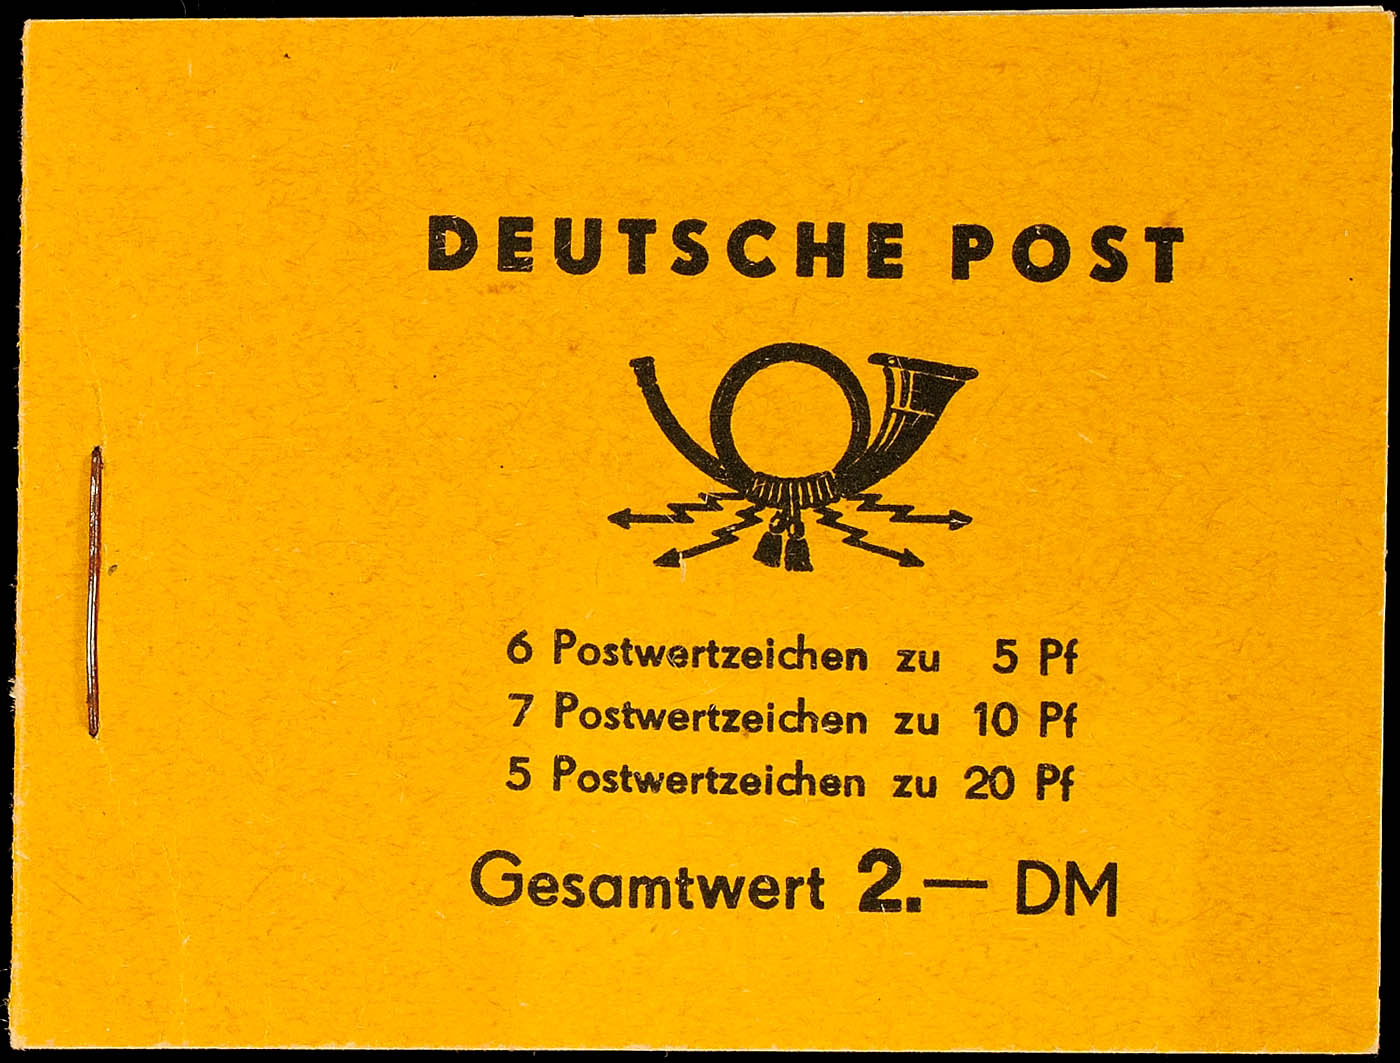 DEUTSCHE POST
6 Postwertzeichen zu 5 Pf
7 Postwertzeichen zu 10 Pf
5 Postwertzeichen zu 20 Pf
Gesamtwert 2.— DM